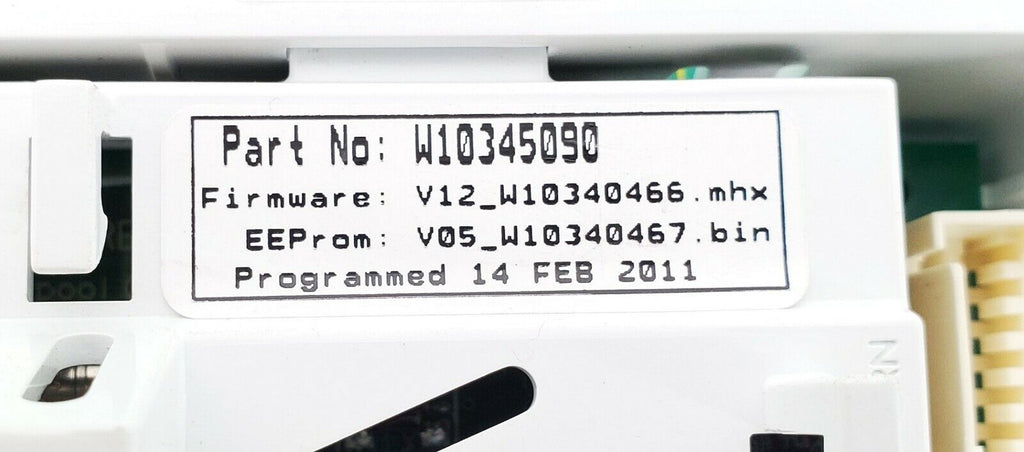 Part No: W10345090
Firmware: V12_W10340466.mhx
EEProm: V05_W10340467.bin
Programmed 14 FEB 2011